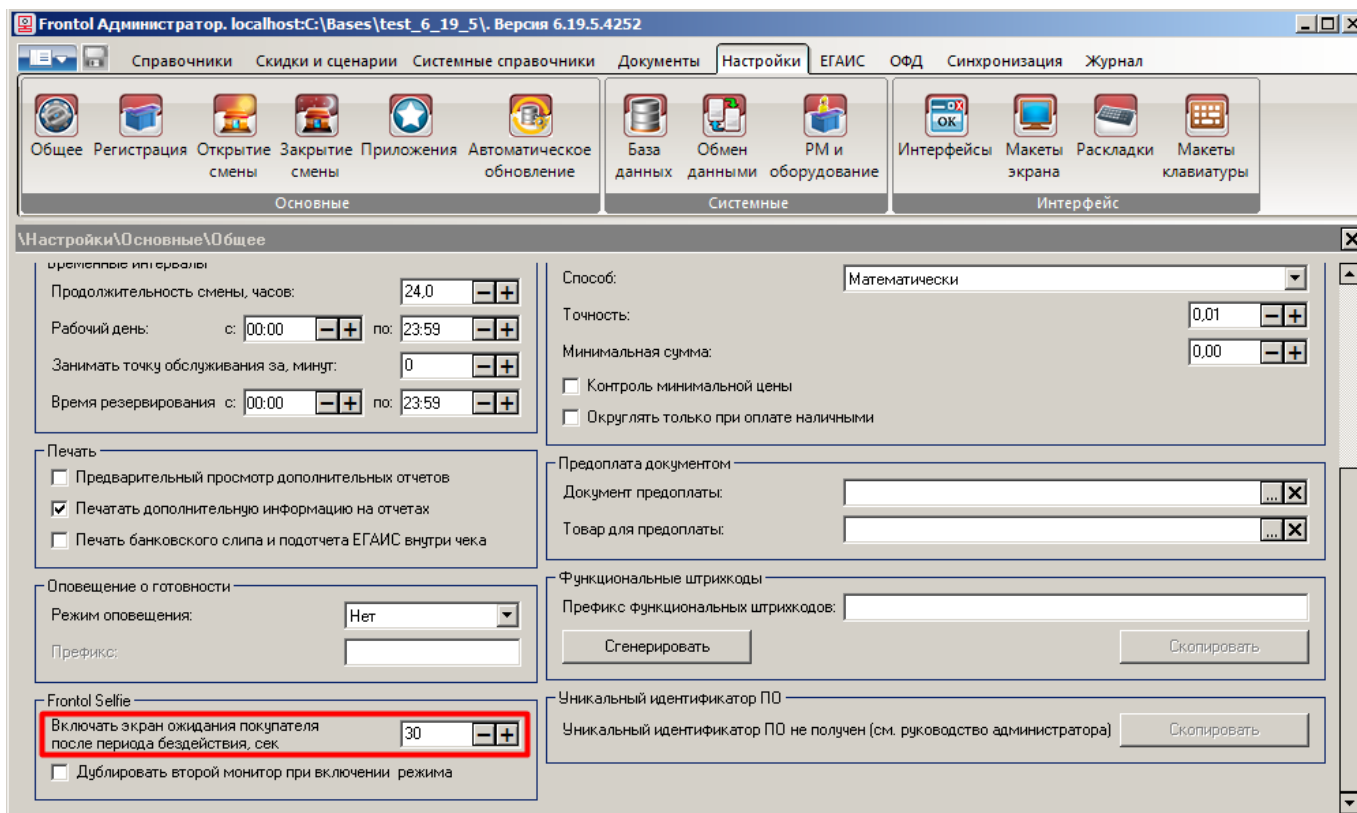 Frontol Администратор. localhost:C:\Bases\test_6_19_5\. Версия 6.19.5.4252
Справочники Скидки и сценарии Системные справочники Документы Настройки ЕГАИС ОФД Синхронизация Журнал
Общее Регистрация Открытие смены Закрытие смены Приложения Автоматическое обновление
Основные
База данных Обмен данными РМ и оборудование
Системные
Интерфейсы Макеты экрана Раскладки Макеты клавиатуры
Интерфейс
\Настройки\Основные\Общее
Временные интервалы
Продолжительность смены, часов: 24,0
Рабочий день: с: 00:00 по: 23:59
Занимать точку обслуживания за, минут: 0
Время резервирования с: 00:00 по: 23:59
Печать
Предварительный просмотр дополнительных отчетов
Печатать дополнительную информацию на отчетах
Печать банковского слипа и подотчета ЕГАИС внутри чека
Оповещение о готовности
Режим оповещения: Нет
Префикс:
Frontol Selfie
Включать экран ожидания покупателя
после периода бездействия, сек 30
Дублировать второй монитор при включении режима
Способ: Математически
Точность: 0,01
Минимальная сумма: 0,00
Контроль минимальной цены
Округлять только при оплате наличными
Предоплата документом
Документ предоплаты: ...
Товар для предоплаты: ...
Функциональные штрихкоды
Префикс функциональных штрихкодов:
Сгенерировать Скопировать
Уникальный идентификатор ПО
Уникальный идентификатор ПО не получен (см. руководство администратора) Скопировать